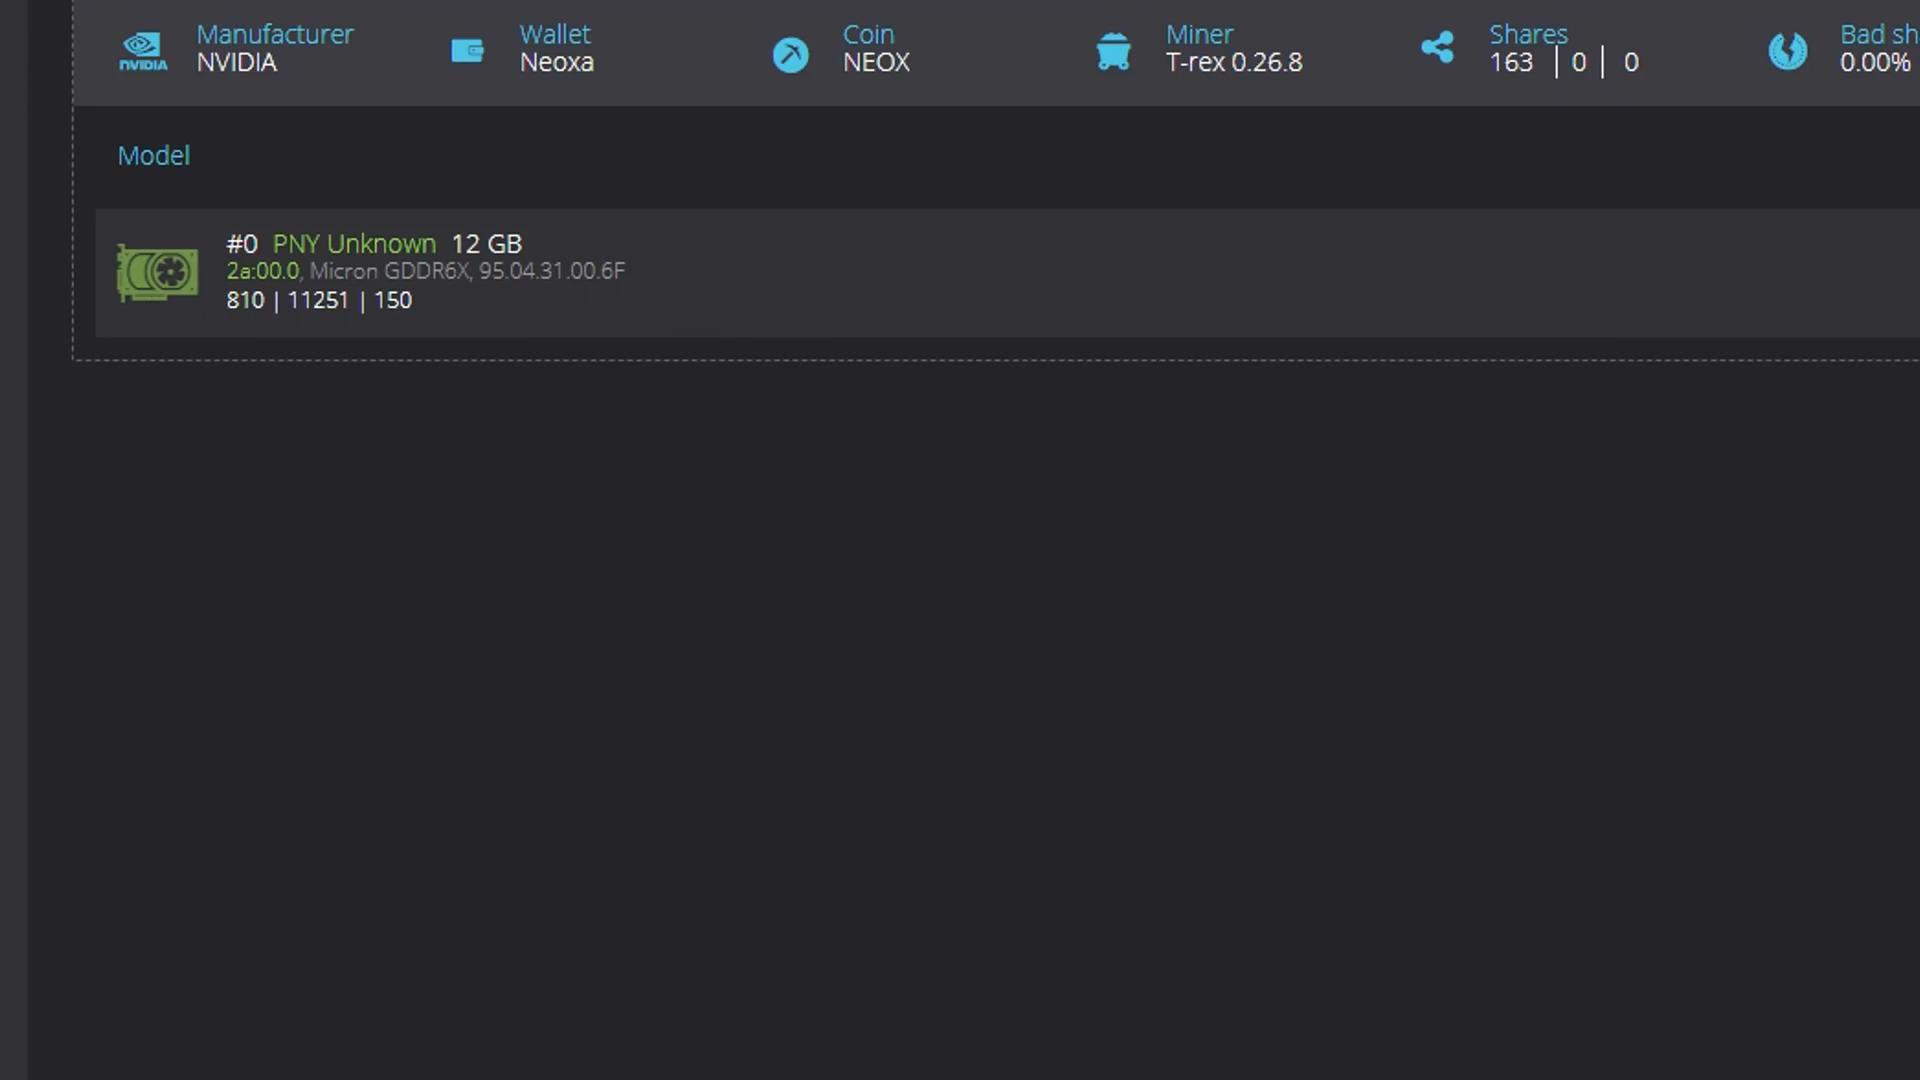 Manufacturer
NVIDIA
NVIDIA
Wallet
Neoxa
Coin
NEOX
Miner
T-rex 0.26.8
Shares
163 | 0 | 0
Bad sh
0.00%
Model
#0 PNY Unknown 12 GB
2a:00.0, Micron GDDR6X, 95.04.31.00.6F
810 | 11251 | 150